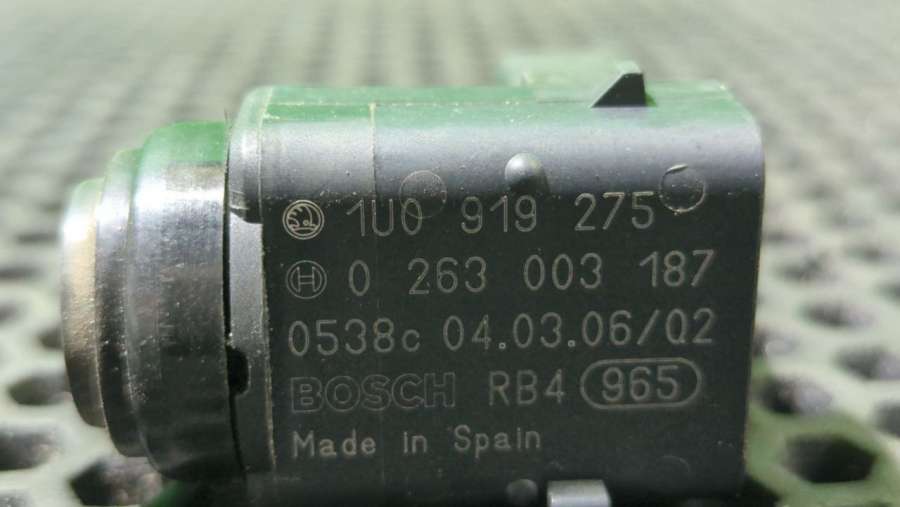 1U0 919 275
0 263 003 187
0538c 04.03.06/02
BOSCH RB4 965
Made in Spain